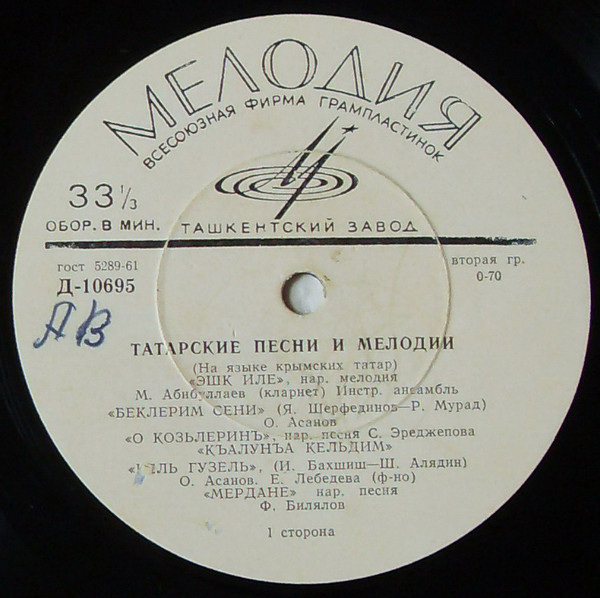 МЕЛОДИЯ
ВСЕСОЮЗНАЯ ФИРМА ГРАМПЛАСТИНОК
33 1/3
ОБОР. В МИН. ТАШКЕНТСКИЙ ЗАВОД
гост 5289-61
Д-10695
вторая гр.
0-70
АВ
ТАТАРСКИЕ ПЕСНИ И МЕЛОДИИ
(На языке крымских татар)
«ЭШК ИЛЕ», нар. мелодия
М. Абибуллаев (кларнет) Инстр. ансамбль
«БЕКЛЕРИМ СЕНИ» (Я. Шерфединов—Р. Мурад)
О. Асанов
«О КОЗЬЛЕРИНЪ», нар. песня С. Эреджепова
«КЪАЛУНЪА КЕЛЬДИМ»
ГУЗЕЛЬ», (И. Бахшиш—Ш. Алядин)
О. Асанов. Е. Лебедева (ф-но)
«МЕРДАНЕ» нар. песня
Ф. Билялов
1 сторона